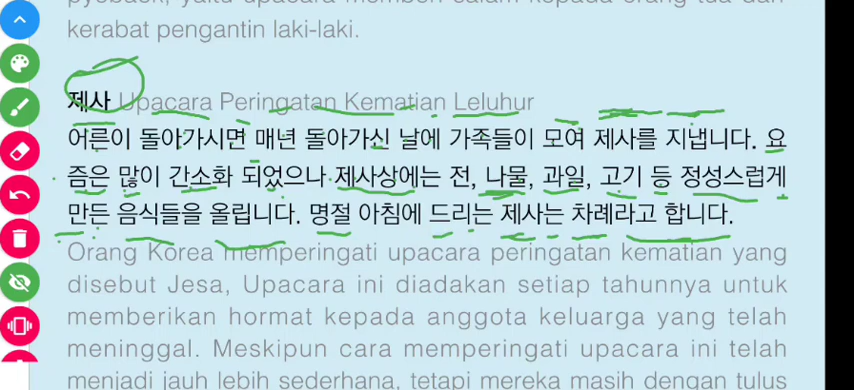 pyebaek, yaitu upacara memberi salam kepada orang tua dan
kerabat pengantin laki-laki.
제사 Upacara Peringatan Kematian Leluhur
어른이 돌아가시면 매년 돌아가신 날에 가족들이 모여 제사를 지냅니다. 요
즘은 많이 간소화 되었으나 제사상에는 전, 나물, 과일, 고기 등 정성스럽게
만든 음식들을 올립니다. 명절 아침에 드리는 제사는 차례라고 합니다.
Orang Korea memperingati upacara peringatan kematian yang
disebut Jesa, Upacara ini diadakan setiap tahunnya untuk
memberikan hormat kepada anggota keluarga yang telah
meninggal. Meskipun cara memperingati upacara ini telah
menjadi jauh lebih sederhana, tetapi mereka masih dengan tulus